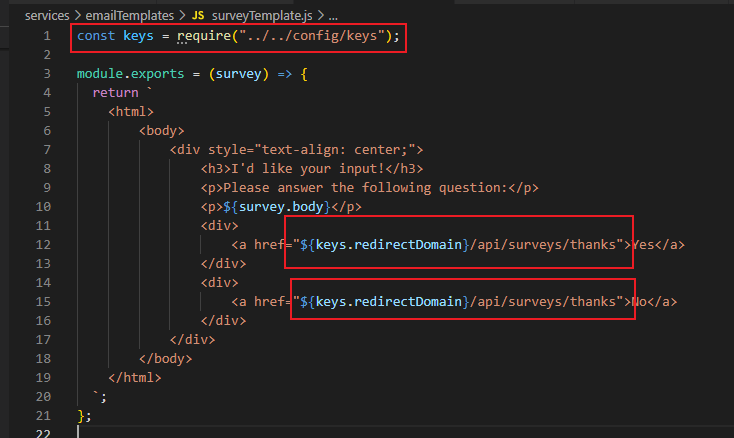 services > emailTemplates > JS surveyTemplate.js > ...
1 const keys = require("../../config/keys");
2
3 module.exports = (survey) => {
4 return `
5 <html>
6 <body>
7 <div style="text-align: center;">
8 <h3>I'd like your input!</h3>
9 <p>Please answer the following question:</p>
10 <p>${survey.body}</p>
11 <div>
12 <a href="${keys.redirectDomain}/api/surveys/thanks">Yes</a>
13 </div>
14 <div>
15 <a href="${keys.redirectDomain}/api/surveys/thanks">No</a>
16 </div>
17 </div>
18 </body>
19 </html>
20 `;
21 };
22